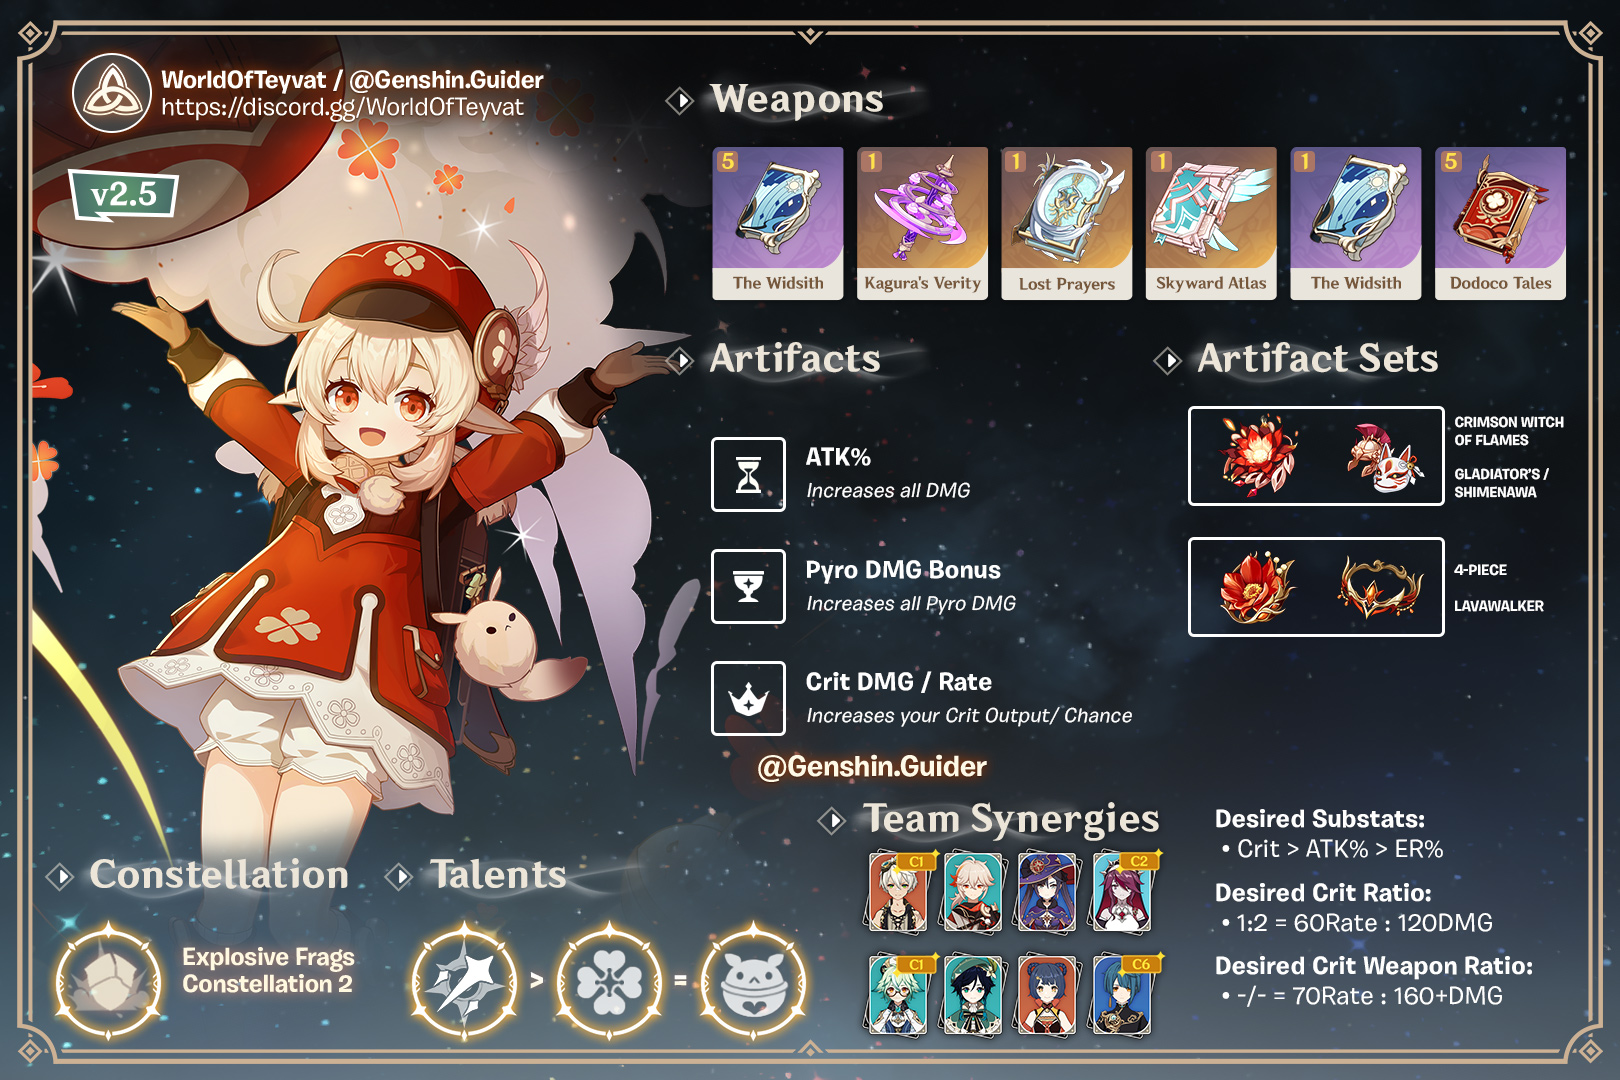 WorldOfTeyvat / @Genshin.Guider
https://discord.gg/WorldOfTeyvat
v2.5
Weapons
5
1
1
1
1
5
The Widsith
Kagura's Verity
Lost Prayers
Skyward Atlas
The Widsith
Dodoco Tales
Artifacts
ATK%
Increases all DMG
Pyro DMG Bonus
Increases all Pyro DMG
Crit DMG / Rate
Increases your Crit Output/ Chance
@Genshin.Guider
Artifact Sets
CRIMSON WITCH
OF FLAMES
GLADIATOR'S /
SHIMENAWA
4-PIECE
LAVAWALKER
Constellation
Explosive Frags
Constellation 2
Talents
>
=
Team Synergies
C1
C2
C1
C6
Desired Substats:
• Crit > ATK% > ER%
Desired Crit Ratio:
• 1:2 = 60Rate : 120DMG
Desired Crit Weapon Ratio:
• -/- = 70Rate : 160+DMG